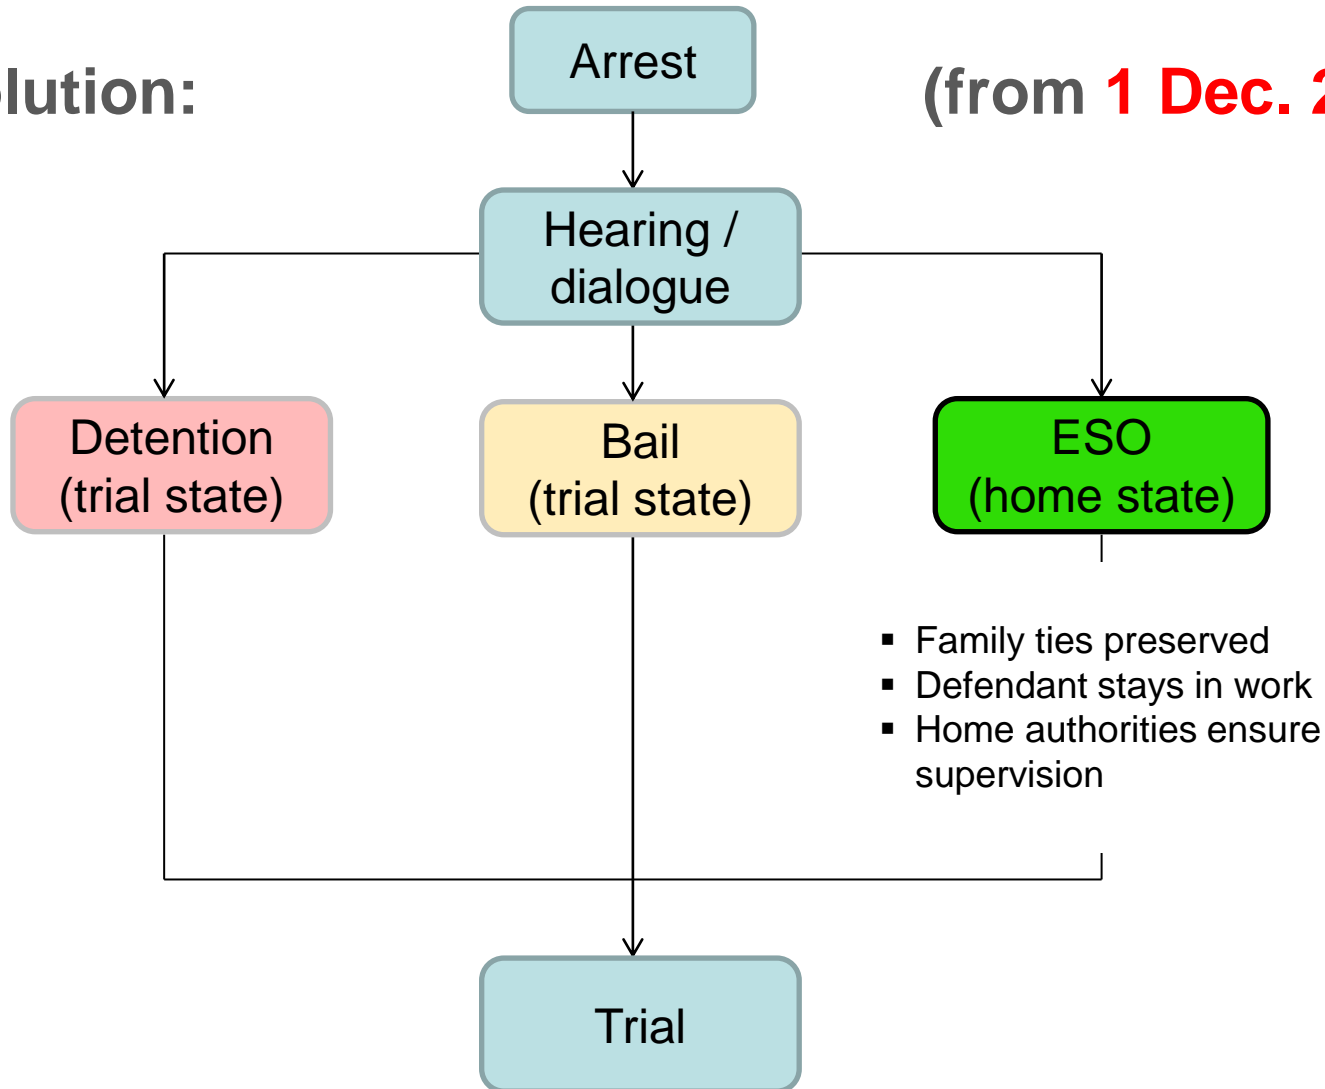 Arrest
lution:
(from 1 Dec. 2
Hearing /
dialogue
Detention
(trial state)
Bail
(trial state)
ESO
(home state)
▪ Family ties preserved
▪ Defendant stays in work
▪ Home authorities ensure
supervision
Trial